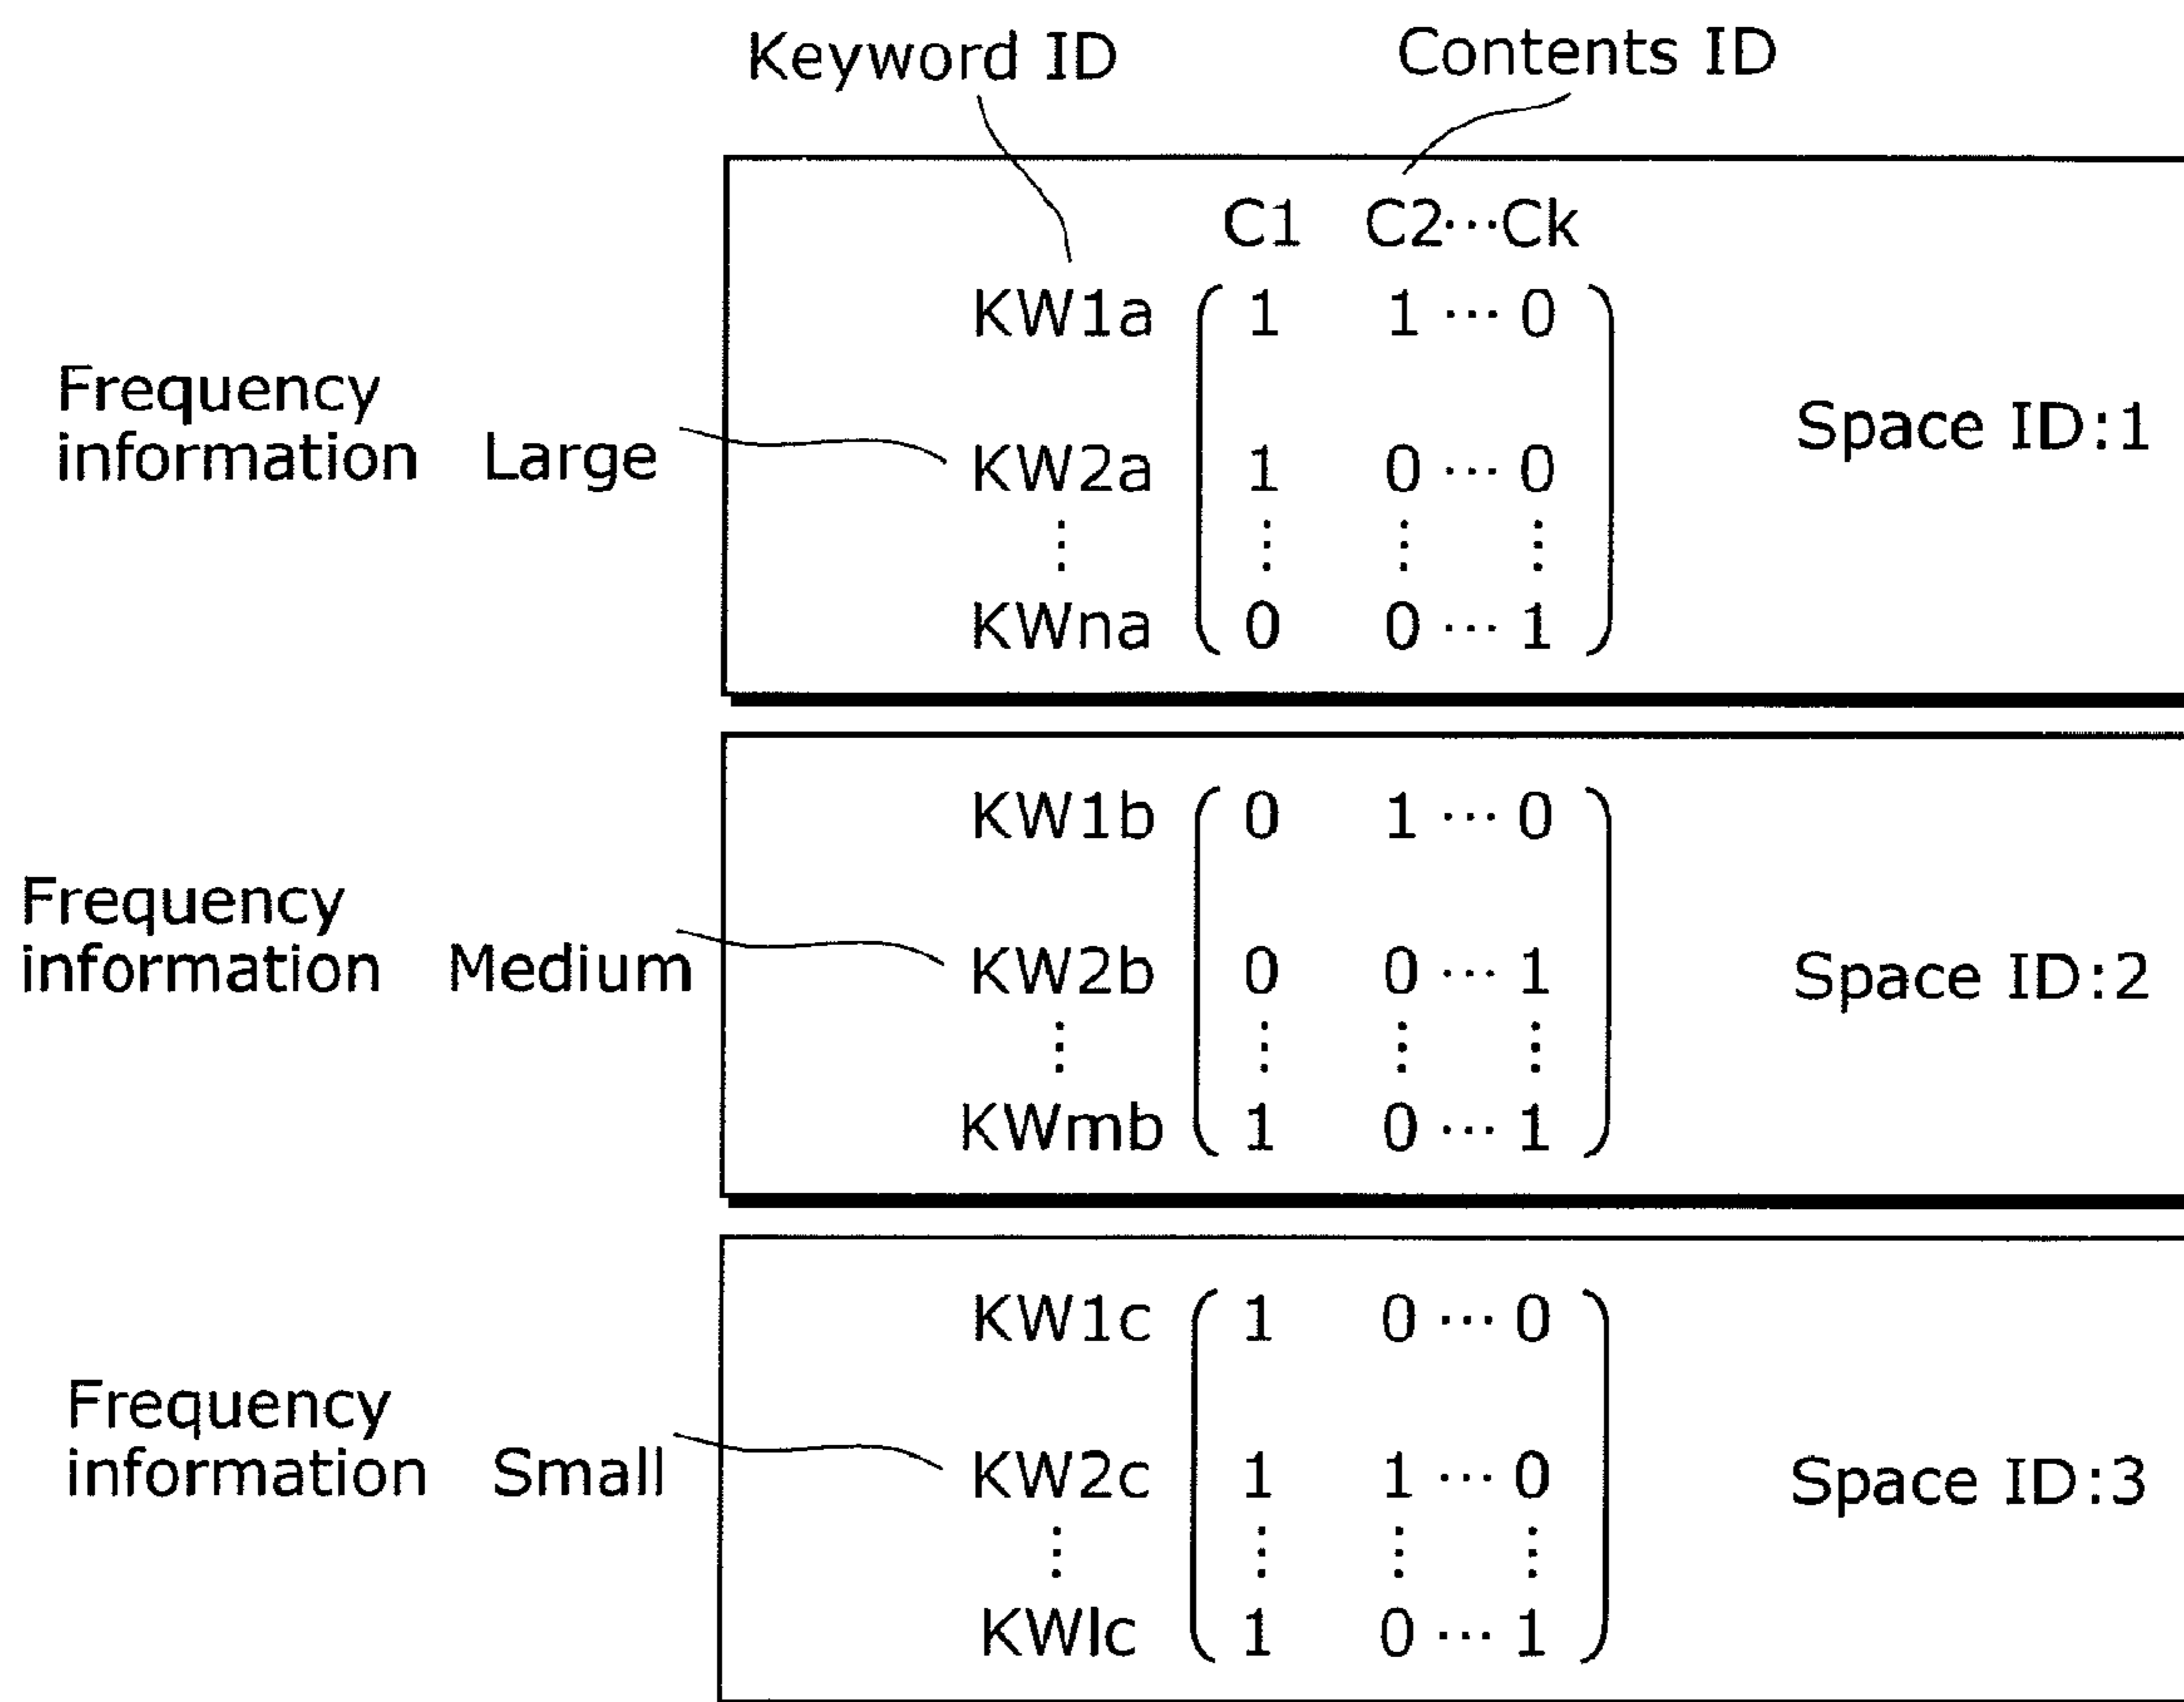 Keyword ID Contents ID
C1 C2…Ck
KW1a 1 1 … 0
Frequency
information Large
Space ID:1
KW2a 1 0 … 0
⋮ ⋮ ⋮ ⋮
KWna 0 0 … 1
KW1b 0 1 … 0
Frequency
information Medium
KW2b 0 0 … 1
Space ID:2
⋮ ⋮ ⋮ ⋮
KWmb 1 0 … 1
KW1c 1 0 … 0
Frequency
information Small
KW2c 1 1 … 0
Space ID:3
⋮ ⋮ ⋮ ⋮
KWlc 1 0 … 1